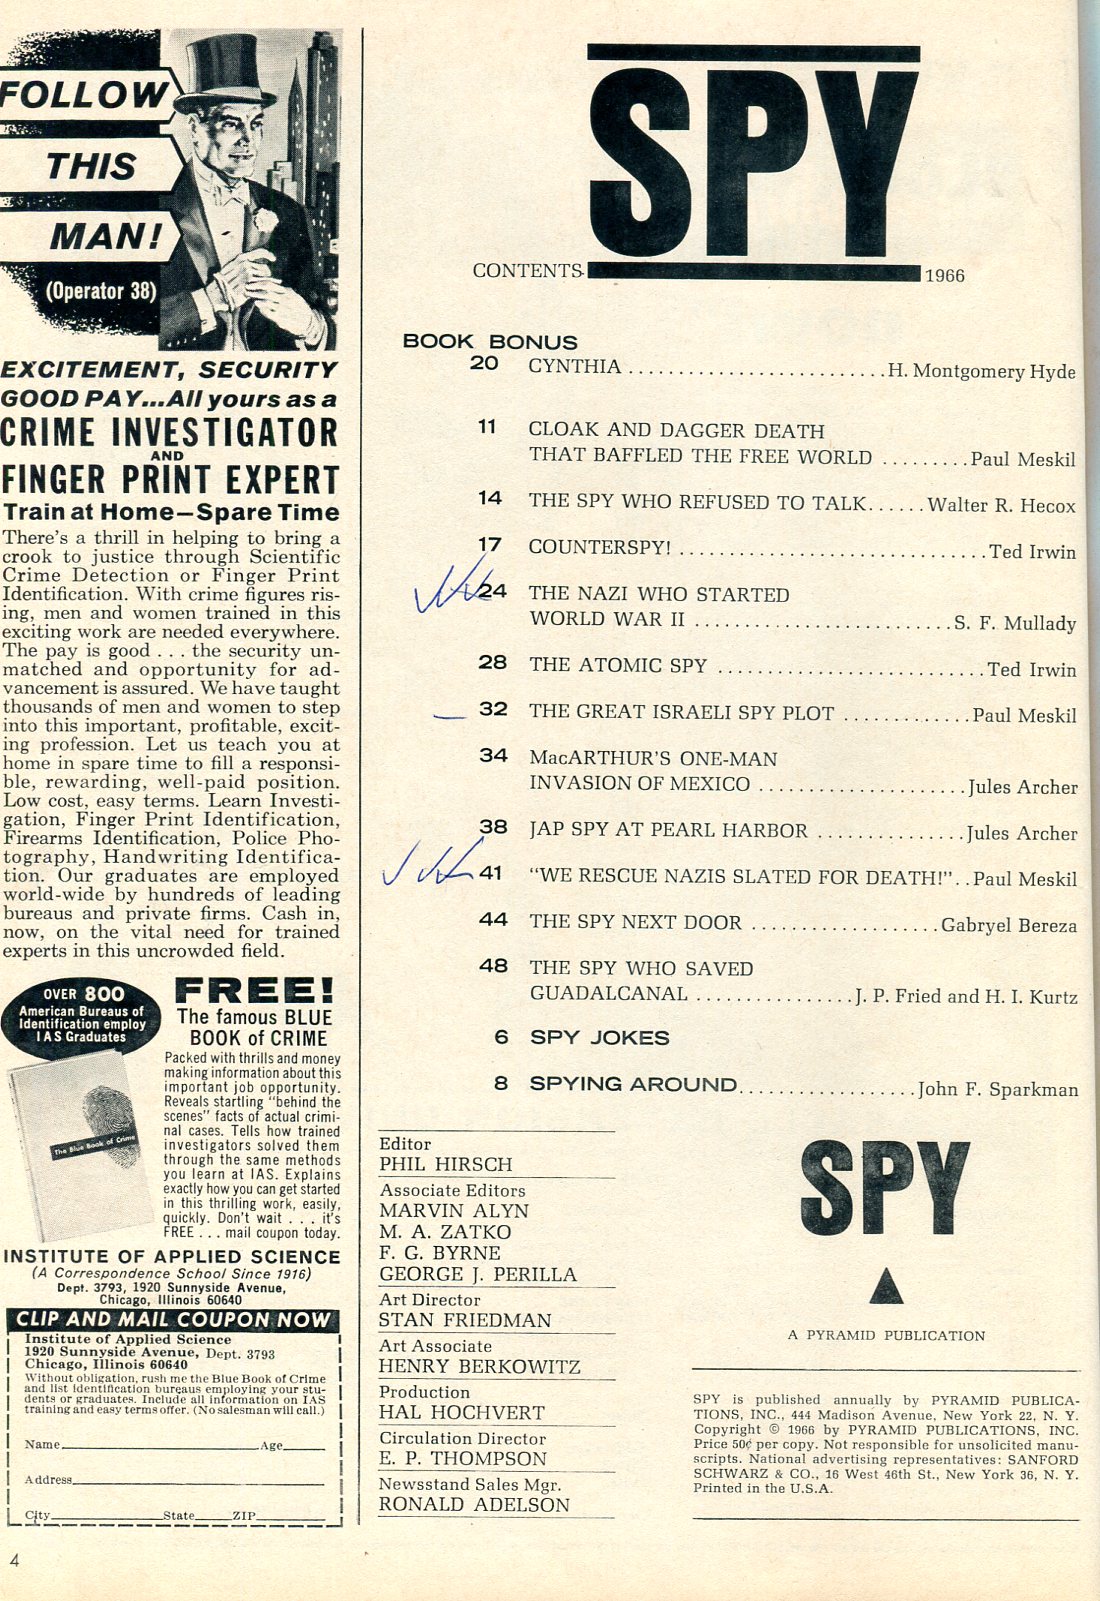 FOLLOW
THIS
MAN!
(Operator 38)
EXCITEMENT, SECURITY
GOOD PAY...All yours as a
CRIME INVESTIGATOR
AND
FINGER PRINT EXPERT
Train at Home—Spare Time
There's a thrill in helping to bring a
crook to justice through Scientific
Crime Detection or Finger Print
Identification. With crime figures ris-
ing, men and women trained in this
exciting work are needed everywhere.
The pay is good . . . the security un-
matched and opportunity for ad-
vancement is assured. We have taught
thousands of men and women to step
into this important, profitable, excit-
ing profession. Let us teach you at
home in spare time to fill a responsi-
ble, rewarding, well-paid position.
Low cost, easy terms. Learn Investi-
gation, Finger Print Identification,
Firearms Identification, Police Pho-
tography, Handwriting Identifica-
tion. Our graduates are employed
world-wide by hundreds of leading
bureaus and private firms. Cash in,
now, on the vital need for trained
experts in this uncrowded field.
OVER 800
American Bureaus of
Identification employ
IAS Graduates
The Blue Book of Crime
FREE!
The famous BLUE
BOOK of CRIME
Packed with thrills and money
making information about this
important job opportunity.
Reveals startling "behind the
scenes" facts of actual crimi-
nal cases. Tells how trained
investigators solved them
through the same methods
you learn at IAS. Explains
exactly how you can get started
in this thrilling work, easily,
quickly. Don't wait . . . it's
FREE . . . mail coupon today.
INSTITUTE OF APPLIED SCIENCE
(A Correspondence School Since 1916)
Dept. 3793, 1920 Sunnyside Avenue,
Chicago, Illinois 60640
CLIP AND MAIL COUPON NOW
Institute of Applied Science
1920 Sunnyside Avenue, Dept. 3793
Chicago, Illinois 60640
Without obligation, rush me the Blue Book of Crime
and list identification bureaus employing your stu-
dents or graduates. Include all information on IAS
training and easy terms offer. (No salesman will call.)
Name Age
Address
City State ZIP
4
SPY
CONTENTS 1966
BOOK BONUS
20 CYNTHIA ........................... H. Montgomery Hyde
11 CLOAK AND DAGGER DEATH
THAT BAFFLED THE FREE WORLD ......... Paul Meskil
14 THE SPY WHO REFUSED TO TALK...... Walter R. Hecox
17 COUNTERSPY! ............................... Ted Irwin
24 THE NAZI WHO STARTED
WORLD WAR II .......................... S. F. Mullady
28 THE ATOMIC SPY ........................... Ted Irwin
32 THE GREAT ISRAELI SPY PLOT ............. Paul Meskil
34 MacARTHUR'S ONE-MAN
INVASION OF MEXICO ..................... Jules Archer
38 JAP SPY AT PEARL HARBOR ............... Jules Archer
41 "WE RESCUE NAZIS SLATED FOR DEATH!".. Paul Meskil
44 THE SPY NEXT DOOR ................... Gabryel Bereza
48 THE SPY WHO SAVED
GUADALCANAL ................ J. P. Fried and H. I. Kurtz
6 SPY JOKES
8 SPYING AROUND.................. John F. Sparkman
Editor
PHIL HIRSCH
Associate Editors
MARVIN ALYN
M. A. ZATKO
F. G. BYRNE
GEORGE J. PERILLA
Art Director
STAN FRIEDMAN
Art Associate
HENRY BERKOWITZ
Production
HAL HOCHVERT
Circulation Director
E. P. THOMPSON
Newsstand Sales Mgr.
RONALD ADELSON
SPY
A PYRAMID PUBLICATION
SPY is published annually by PYRAMID PUBLICA-
TIONS, INC., 444 Madison Avenue, New York 22, N. Y.
Copyright © 1966 by PYRAMID PUBLICATIONS, INC.
Price 50¢ per copy. Not responsible for unsolicited manu-
scripts. National advertising representatives: SANFORD
SCHWARZ & CO., 16 West 46th St., New York 36, N. Y.
Printed in the U.S.A.